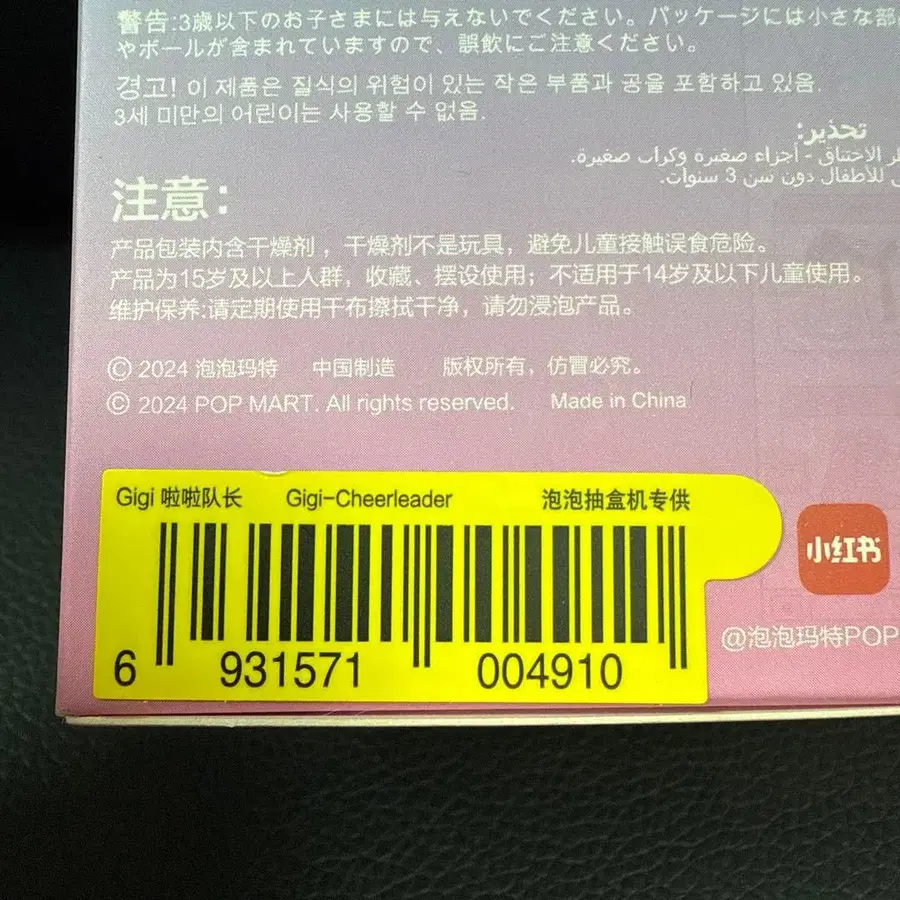 警告:3歳以下のお子さまには与えないでください。パッケージには小さな部
やボールが含まれていますので、誤飲にご注意ください。
경고! 이 제품은 질식의 위험이 있는 작은 부품과 공을 포함하고 있음.
3세 미만의 어린이는 사용할 수 없음.
تحذير:
الاختناق - أجزاء صغيرة وكرات صغيرة.
للأطفال دون سن 3 سنوات.
注意:
产品包装内含干燥剂，干燥剂不是玩具，避免儿童接触误食危险。
产品为15岁及以上人群，收藏、摆设使用；不适用于14岁及以下儿童使用。
维护保养:请定期使用干布擦拭干净，请勿浸泡产品。
© 2024 泡泡玛特 中国制造 版权所有，仿冒必究。
© 2024 POP MART. All rights reserved. Made in China
Gigi 啦啦队长 Gigi-Cheerleader 泡泡抽盒机专供
6 931571 004910
小红书
@泡泡玛特POP